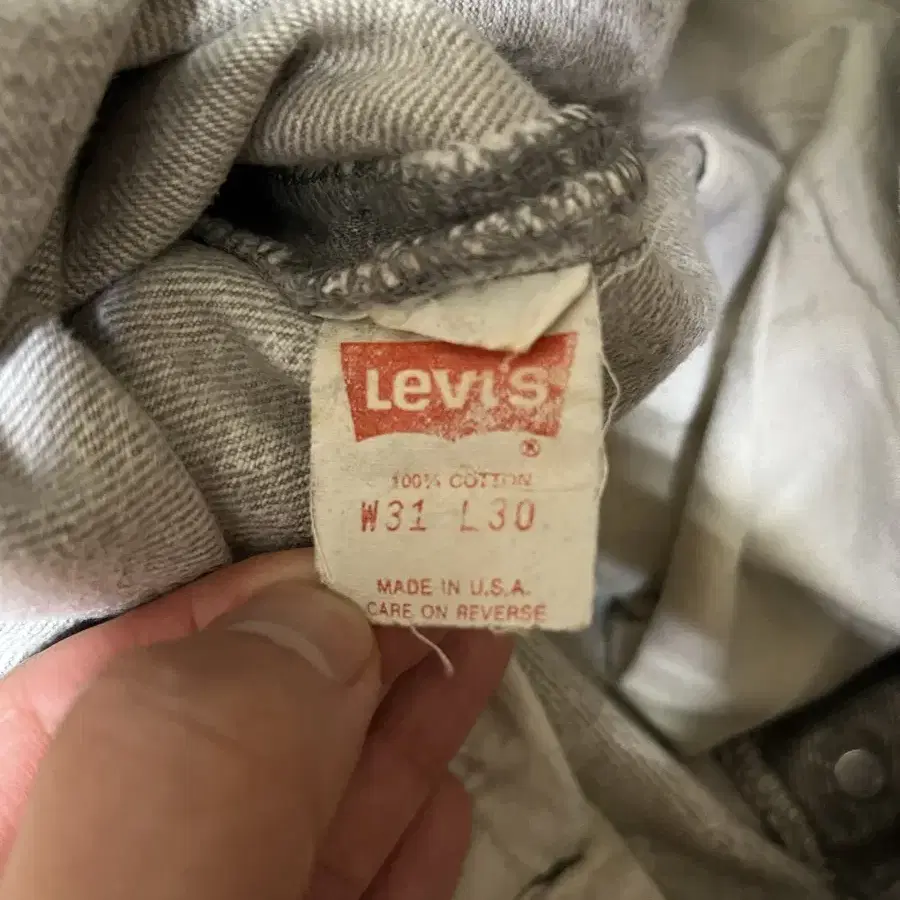 LEVI'S
®
100% COTTON
W31 L30
MADE IN U.S.A.
CARE ON REVERSE